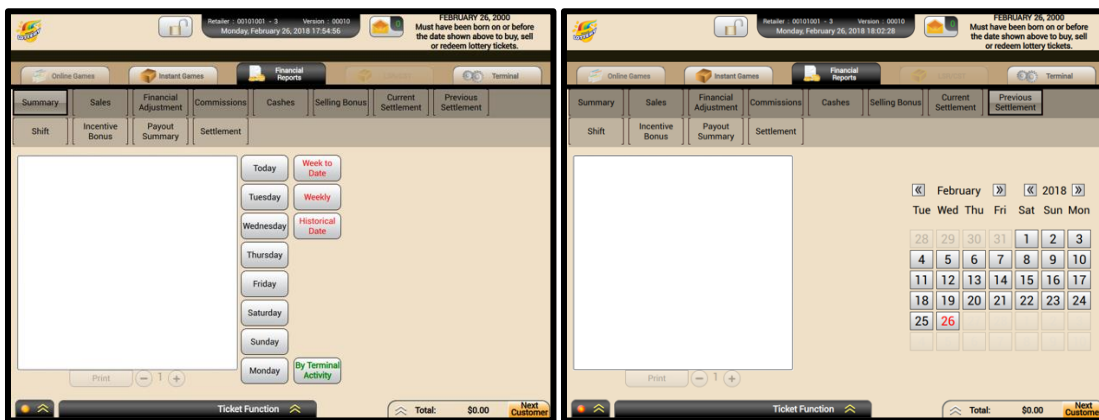 LOTTERY
Retailer : 00101001 - 3 Version : 00010
Monday, February 26, 2018 17:54:56
0
FEBRUARY 26, 2000
Must have been born on or before
the date shown above to buy, sell
or redeem lottery tickets.
Online Games
Instant Games
Financial
Reports
Terminal
Summary
Sales
Financial
Adjustment
Commissions
Cashes
Selling Bonus
Current
Settlement
Previous
Settlement
Shift
Incentive
Bonus
Payout
Summary
Settlement
Today
Week to
Date
Tuesday
Weekly
Wednesday
Historical
Date
Thursday
Friday
Saturday
Sunday
Monday
By Terminal
Activity
Print
1
Ticket Function
Total: $0.00
Next
Customer
LOTTERY
Retailer : 00101001 - 3 Version : 00010
Monday, February 26, 2018 18:02:28
0
FEBRUARY 26, 2000
Must have been born on or before
the date shown above to buy, sell
or redeem lottery tickets.
Online Games
Instant Games
Financial
Reports
Terminal
Summary
Sales
Financial
Adjustment
Commissions
Cashes
Selling Bonus
Current
Settlement
Previous
Settlement
Shift
Incentive
Bonus
Payout
Summary
Settlement
February 2018
Tue Wed Thu Fri Sat Sun Mon
28 29 30 31 1 2 3
4 5 6 7 8 9 10
11 12 13 14 15 16 17
18 19 20 21 22 23 24
25 26
Print
1
Ticket Function
Total: $0.00
Next
Custome